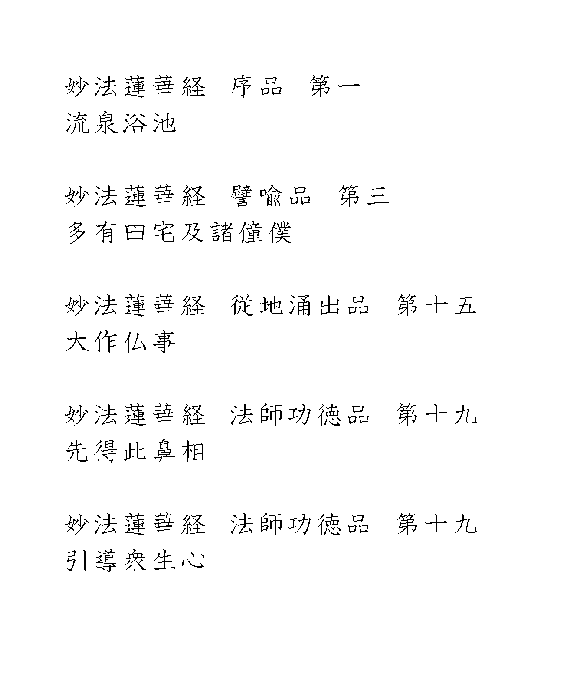 妙法蓮華経　序品　第一
流泉浴池
妙法蓮華経　譬喩品　第三
多有田宅及諸僮僕
妙法蓮華経　従地涌出品　第十五
大作仏事
妙法蓮華経　法師功徳品　第十九
先得此鼻相
妙法蓮華経　法師功徳品　第十九
引導衆生心